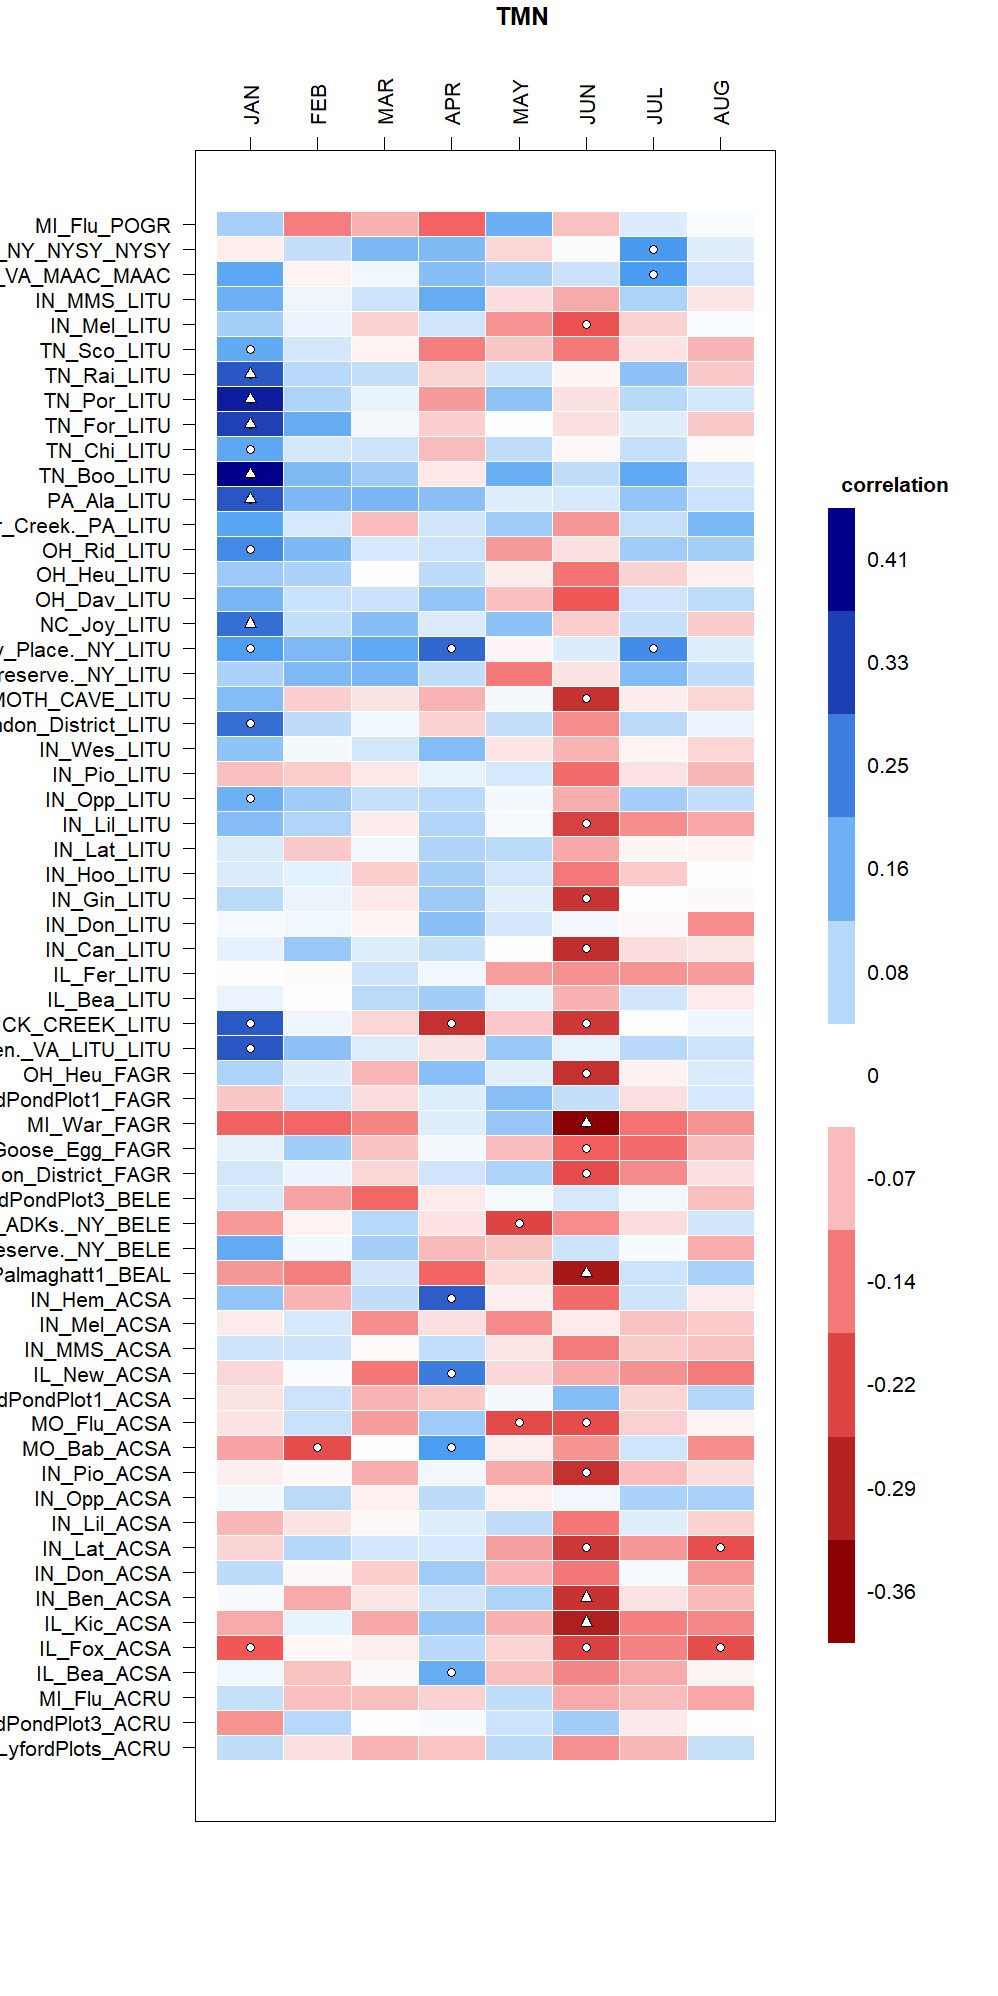 TMN
JAN FEB MAR APR MAY JUN JUL AUG
MI_Flu_POGR
_NY_NYSY_NYSY
_VA_MAAC_MAAC
IN_MMS_LITU
IN_Mel_LITU
TN_Sco_LITU
TN_Rai_LITU
TN_Por_LITU
TN_For_LITU
TN_Chi_LITU
TN_Boo_LITU
PA_Ala_LITU
r_Creek._PA_LITU
OH_Rid_LITU
OH_Heu_LITU
OH_Dav_LITU
NC_Joy_LITU
y_Place._NY_LITU
reserve._NY_LITU
MOTH_CAVE_LITU
ndon_District_LITU
IN_Wes_LITU
IN_Pio_LITU
IN_Opp_LITU
IN_Lil_LITU
IN_Lat_LITU
IN_Hoo_LITU
IN_Gin_LITU
IN_Don_LITU
IN_Can_LITU
IL_Fer_LITU
IL_Bea_LITU
CK_CREEK_LITU
en._VA_LITU_LITU
OH_Heu_FAGR
dPondPlot1_FAGR
MI_War_FAGR
Goose_Egg_FAGR
on_District_FAGR
dPondPlot3_BELE
_ADKs._NY_BELE
eserve._NY_BELE
Palmaghatt1_BEAL
IN_Hem_ACSA
IN_Mel_ACSA
IN_MMS_ACSA
IL_New_ACSA
dPondPlot1_ACSA
MO_Flu_ACSA
MO_Bab_ACSA
IN_Pio_ACSA
IN_Opp_ACSA
IN_Lil_ACSA
IN_Lat_ACSA
IN_Don_ACSA
IN_Ben_ACSA
IL_Kic_ACSA
IL_Fox_ACSA
IL_Bea_ACSA
MI_Flu_ACRU
dPondPlot3_ACRU
LyfordPlots_ACRU
correlation
0.41
0.33
0.25
0.16
0.08
0
-0.07
-0.14
-0.22
-0.29
-0.36